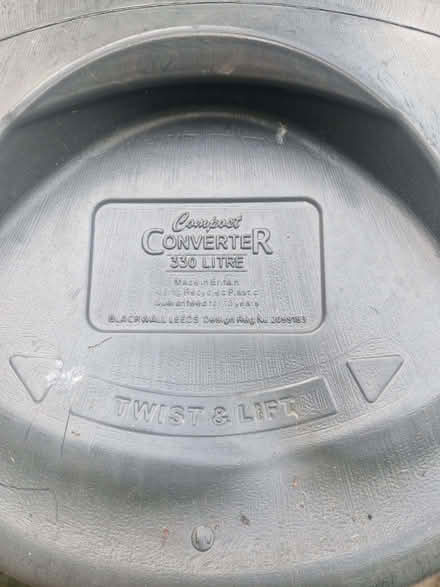 Compost
CONVERTER
330 LITRE
Made in Britain
Recycled Plastic
Guaranteed for years
BLACKWALL LEEDS Design Reg No
TWIST & LIFT